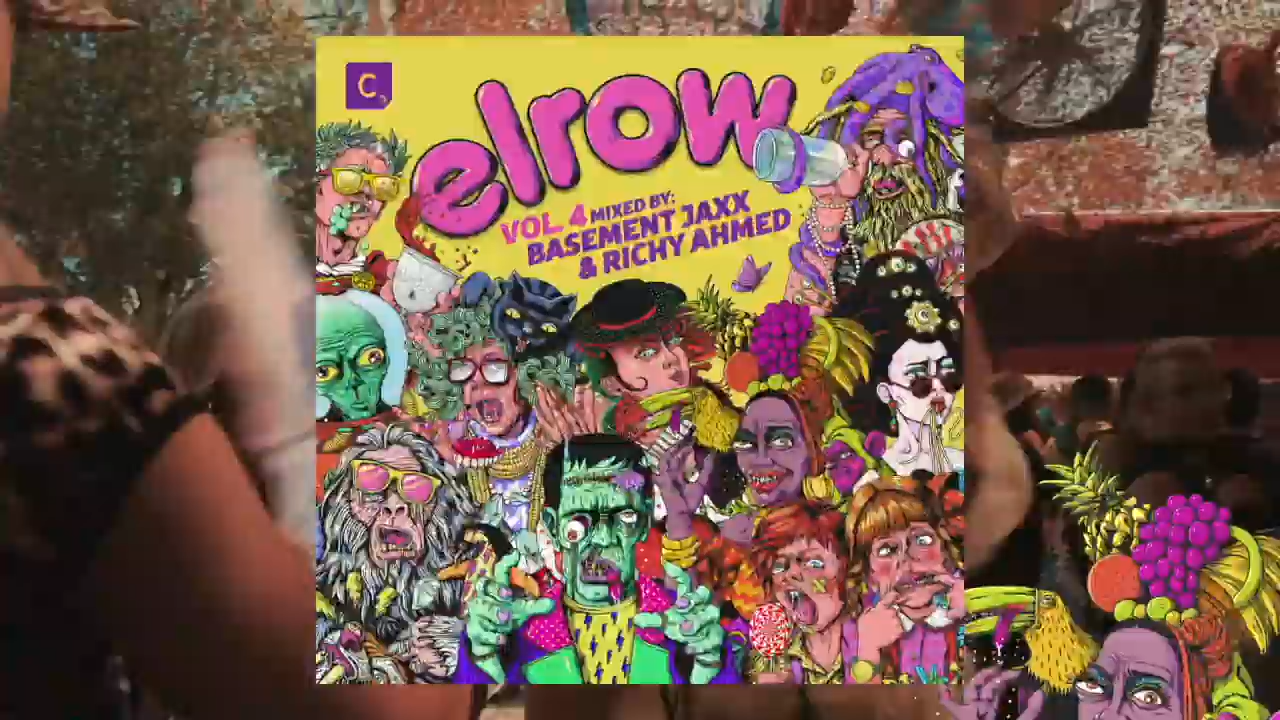 C
elrow
VOL. 4 MIXED BY:
BASEMENT JAXX
& RICHY AHMED